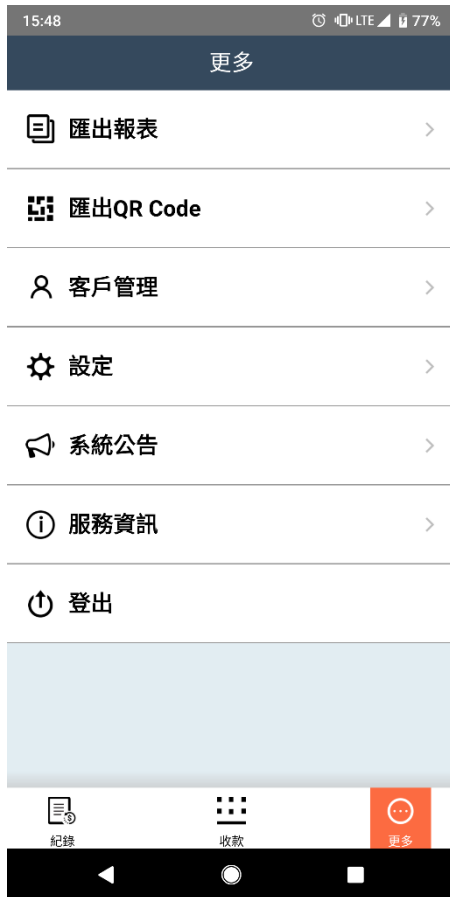 15:48 LTE 77%
更多
匯出報表
匯出QR Code
客戶管理
設定
系統公告
服務資訊
登出
紀錄 收款 更多